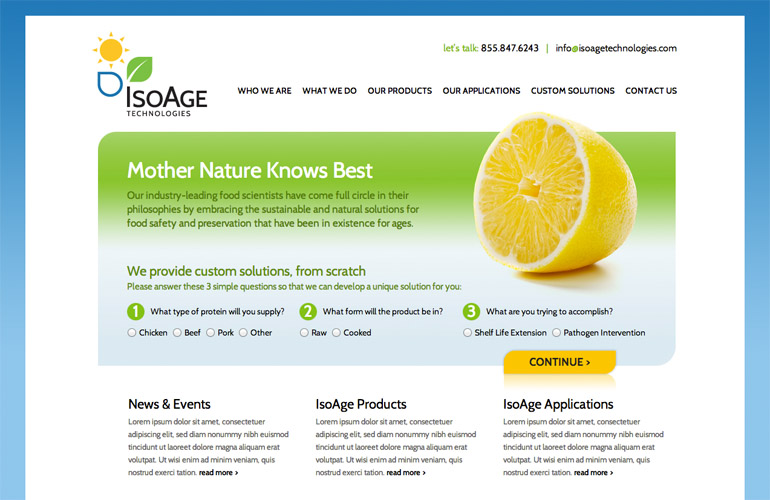 let's talk: 855.847.6243 | info@isoagetechnologies.com
IsoAge
TECHNOLOGIES
WHO WE ARE WHAT WE DO OUR PRODUCTS OUR APPLICATIONS CUSTOM SOLUTIONS CONTACT US
Mother Nature Knows Best
Our industry-leading food scientists have come full circle in their
philosophies by embracing the sustainable and natural solutions for
food safety and preservation that have been in existence for ages.
We provide custom solutions, from scratch
Please answer these 3 simple questions so that we can develop a unique solution for you:
1 What type of protein will you supply? 2 What form will the product be in? 3 What are you trying to accomplish?
Chicken Beef Pork Other Raw Cooked Shelf Life Extension Pathogen Intervention
CONTINUE >
News & Events
Lorem ipsum dolor sit amet, consectetuer
adipiscing elit, sed diam nonummy nibh euismod
tincidunt ut laoreet dolore magna aliquam erat
volutpat. Ut wisi enim ad minim veniam, quis
nostrud exerci tation. read more >
IsoAge Products
Lorem ipsum dolor sit amet, consectetuer
adipiscing elit, sed diam nonummy nibh euismod
tincidunt ut laoreet dolore magna aliquam erat
volutpat. Ut wisi enim ad minim veniam, quis
nostrud exerci tation. read more >
IsoAge Applications
Lorem ipsum dolor sit amet, consectetuer
adipiscing elit, sed diam nonummy nibh euismod
tincidunt ut laoreet dolore magna aliquam erat
volutpat. Ut wisi enim ad minim veniam, quis
nostrud exerci tation. read more >